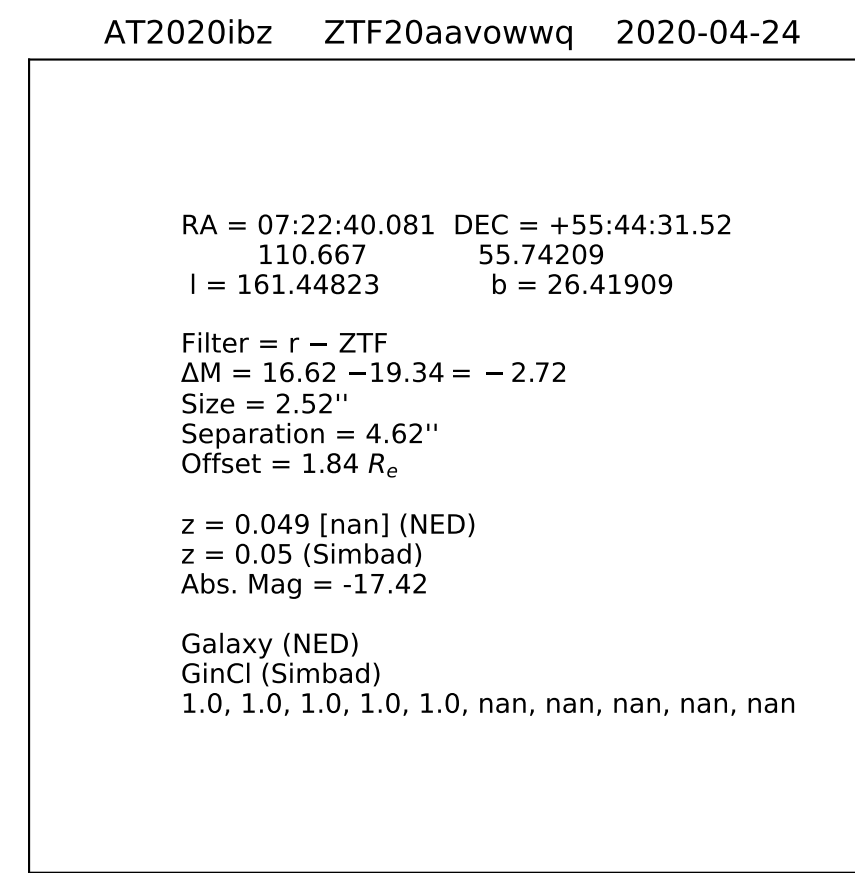 AT2020ibz ZTF20aavowwq 2020-04-24
RA = 07:22:40.081 DEC = +55:44:31.52
110.667 55.74209
l = 161.44823 b = 26.41909
Filter = r − ZTF
ΔM = 16.62 −19.34 = − 2.72
Size = 2.52''
Separation = 4.62''
Offset = 1.84 Re
z = 0.049 [nan] (NED)
z = 0.05 (Simbad)
Abs. Mag = -17.42
Galaxy (NED)
GinCl (Simbad)
1.0, 1.0, 1.0, 1.0, 1.0, nan, nan, nan, nan, nan